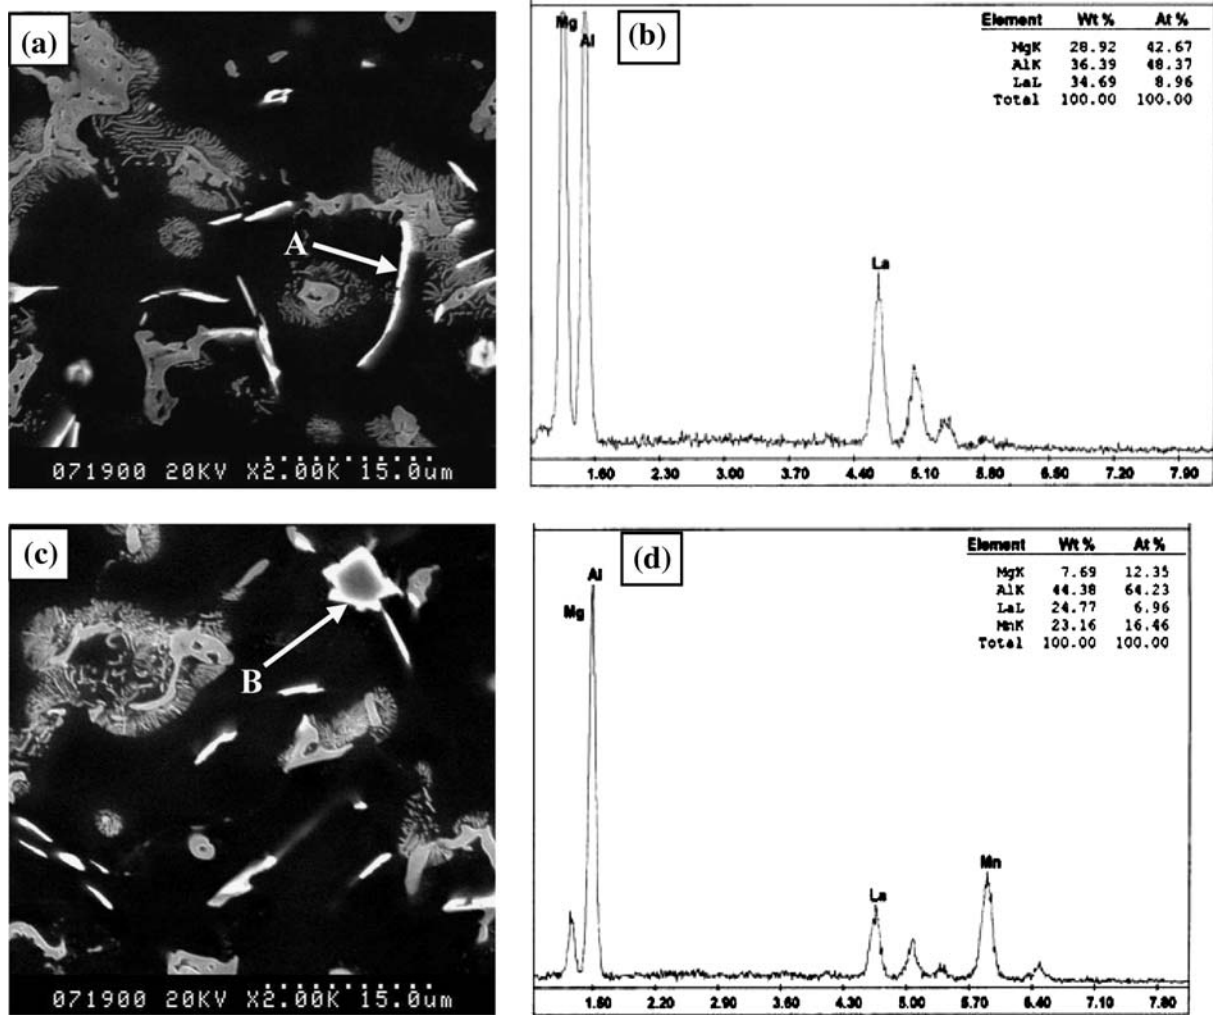 (a)
A
071900 20KV X2.00K 15.0um
(b)
Mg
Al
La
Element Wt % At %
MgK 28.92 42.67
AlK 36.39 48.37
LaL 34.69 8.96
Total 100.00 100.00
1.60 2.30 3.00 3.70 4.40 5.10 5.80 6.50 7.20 7.90
(c)
B
071900 20KV X2.00K 15.0um
(d)
Al
Mg
La
Mn
Element Wt % At %
MgK 7.69 12.35
AlK 44.38 64.23
LaL 24.77 6.96
MnK 23.16 16.46
Total 100.00 100.00
1.60 2.20 2.90 3.60 4.30 5.00 5.70 6.40 7.10 7.80